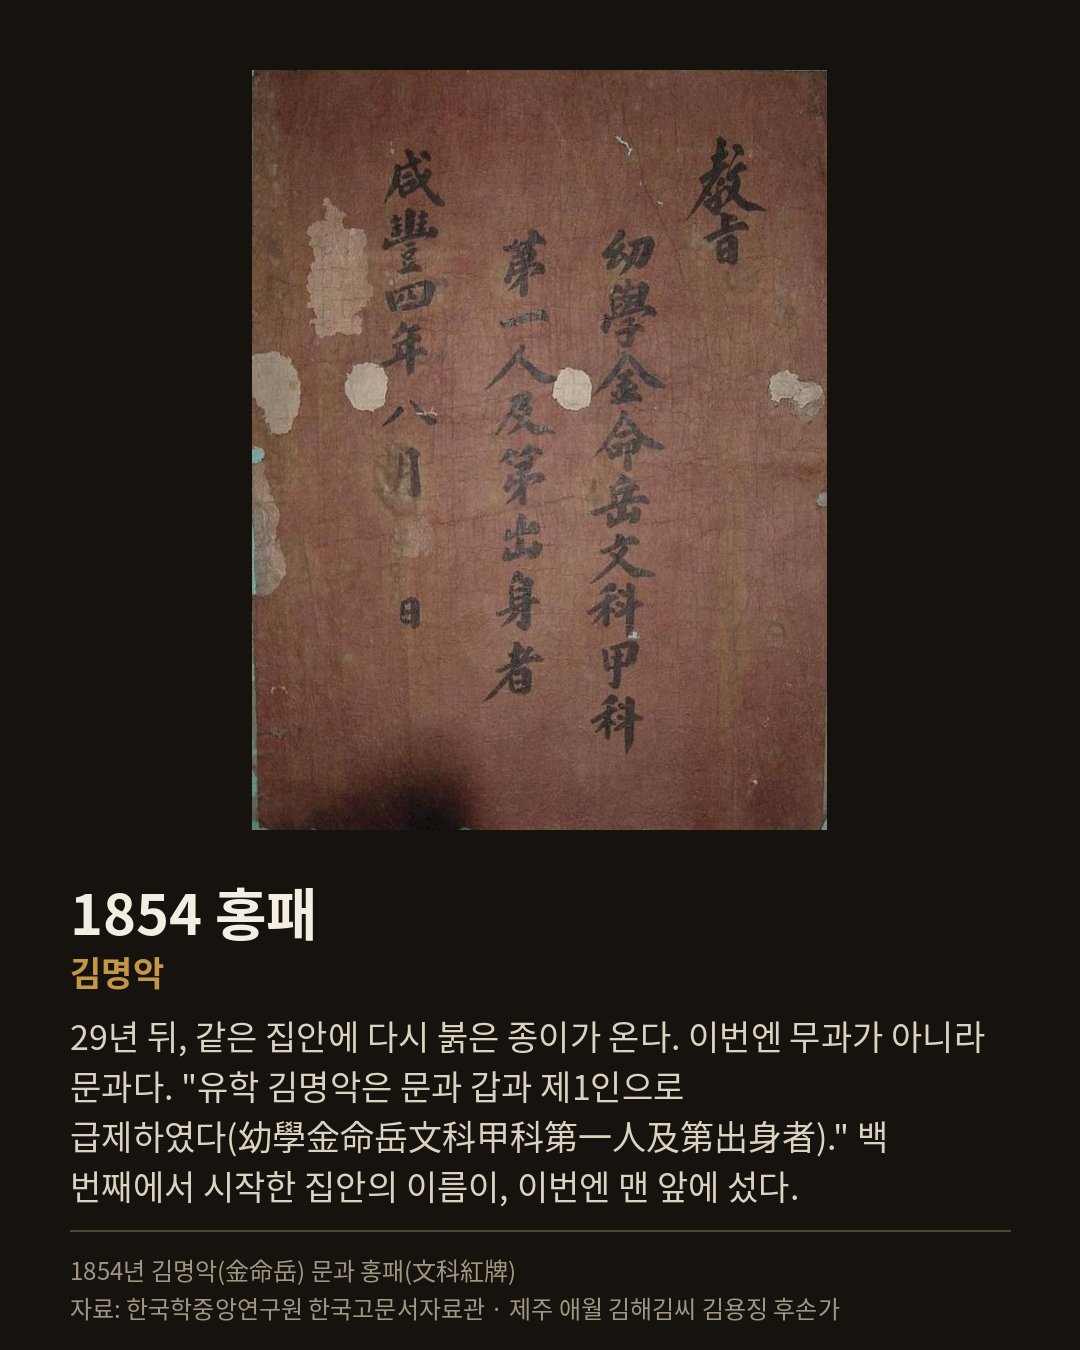 教旨
幼學金命岳文科甲科
第一人及第出身者
咸豐四年八月 日
1854 홍패
김명악
29년 뒤, 같은 집안에 다시 붉은 종이가 온다. 이번엔 무과가 아니라
문과다. "유학 김명악은 문과 갑과 제1인으로
급제하였다(幼學金命岳文科甲科第一人及第出身者)." 백
번째에서 시작한 집안의 이름이, 이번엔 맨 앞에 섰다.
1854년 김명악(金命岳) 문과 홍패(文科紅牌)
자료: 한국학중앙연구원 한국고문서자료관 · 제주 애월 김해김씨 김용징 후손가